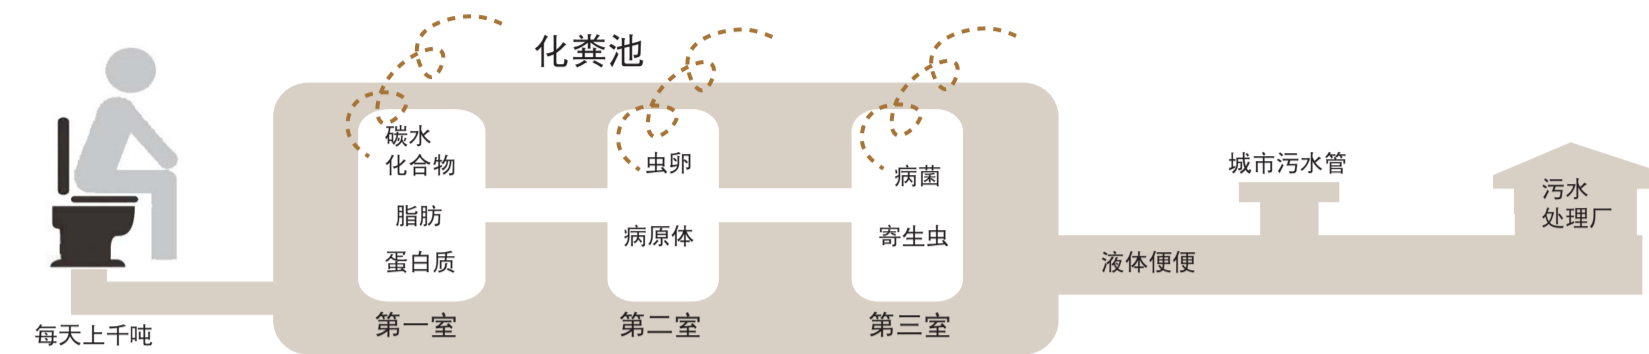 化粪池
碳水
化合物
脂肪
蛋白质
第一室
虫卵
病原体
第二室
病菌
寄生虫
第三室
每天上千吨
城市污水管
液体便便
污水
处理厂